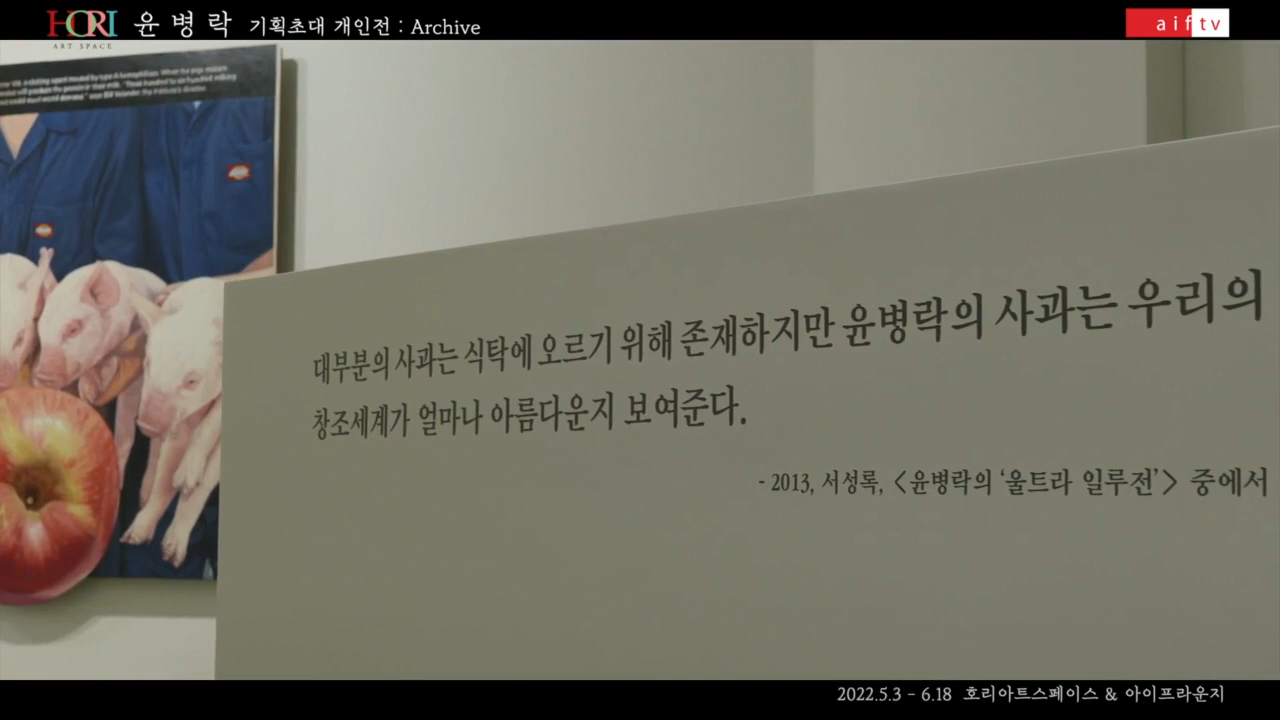 HORI
ART SPACE
윤병락 기획초대 개인전 : Archive
aif tv
대부분의 사과는 식탁에 오르기 위해 존재하지만 윤병락의 사과는 우리의
창조세계가 얼마나 아름다운지 보여준다.
- 2013, 서성록, <윤병락의 ‘울트라 일루전’> 중에서
2022.5.3 - 6.18 호리아트스페이스 & 아이프라운지